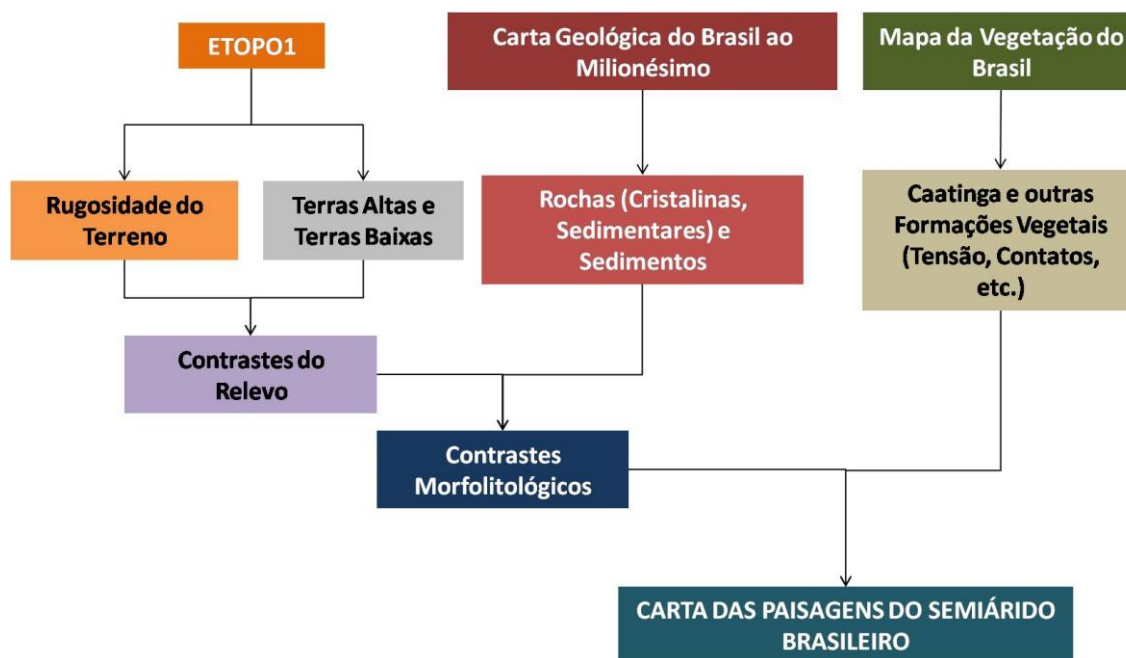 ETOPO1
Carta Geológica do Brasil ao
Milionésimo
Mapa da Vegetação do
Brasil
Rugosidade do
Terreno
Terras Altas e
Terras Baixas
Rochas (Cristalinas,
Sedimentares) e
Sedimentos
Caatinga e outras
Formações Vegetais
(Tensão, Contatos,
etc.)
Contrastes do
Relevo
Contrastes
Morfolitológicos
CARTA DAS PAISAGENS DO SEMIÁRIDO
BRASILEIRO